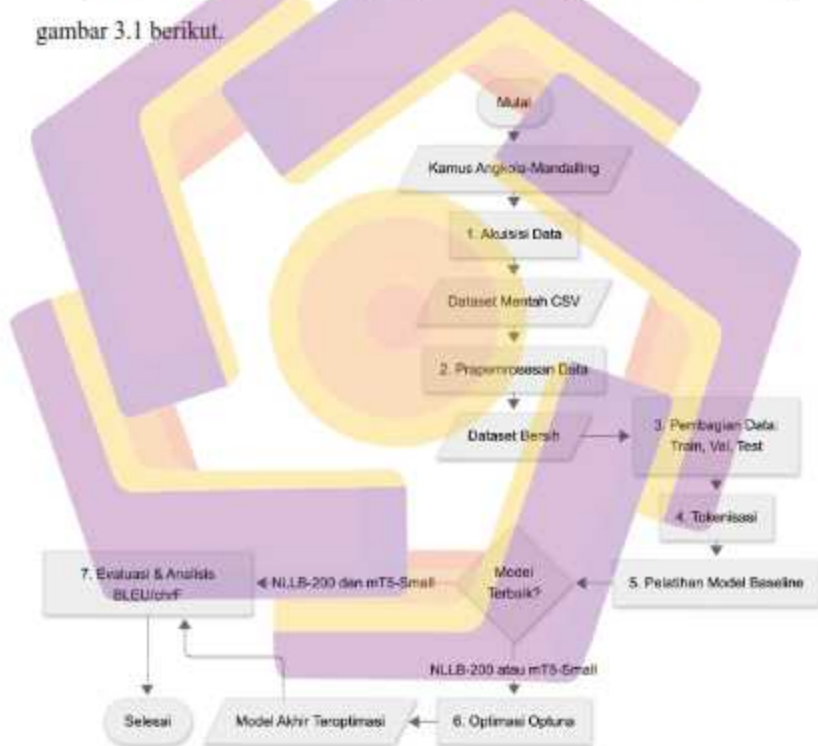 gambar 3.1 berikut.
Mulai
Kamus Angkola-Mandailing
1. Akuisisi Data
Dataset Mentah CSV
2. Prapemrosesan Data
Dataset Bersih
3. Pembagian Data:
Train, Val, Test
4. Tokenisasi
5. Pelatihan Model Baseline
Model
Terbaik?
NLLB-200 dan mT5-Small
7. Evaluasi & Analisis
BLEU/chrF
NLLB-200 atau mT5-Small
6. Optimasi Optuna
Model Akhir Teroptimasi
Selesai